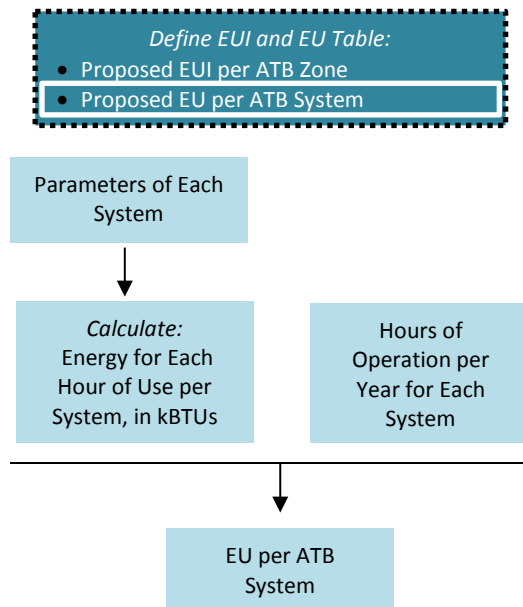 Define EUI and EU Table:
• Proposed EUI per ATB Zone
• Proposed EU per ATB System
Parameters of Each
System
Calculate:
Energy for Each
Hour of Use per
System, in kBTUs
Hours of
Operation per
Year for Each
System
EU per ATB
System